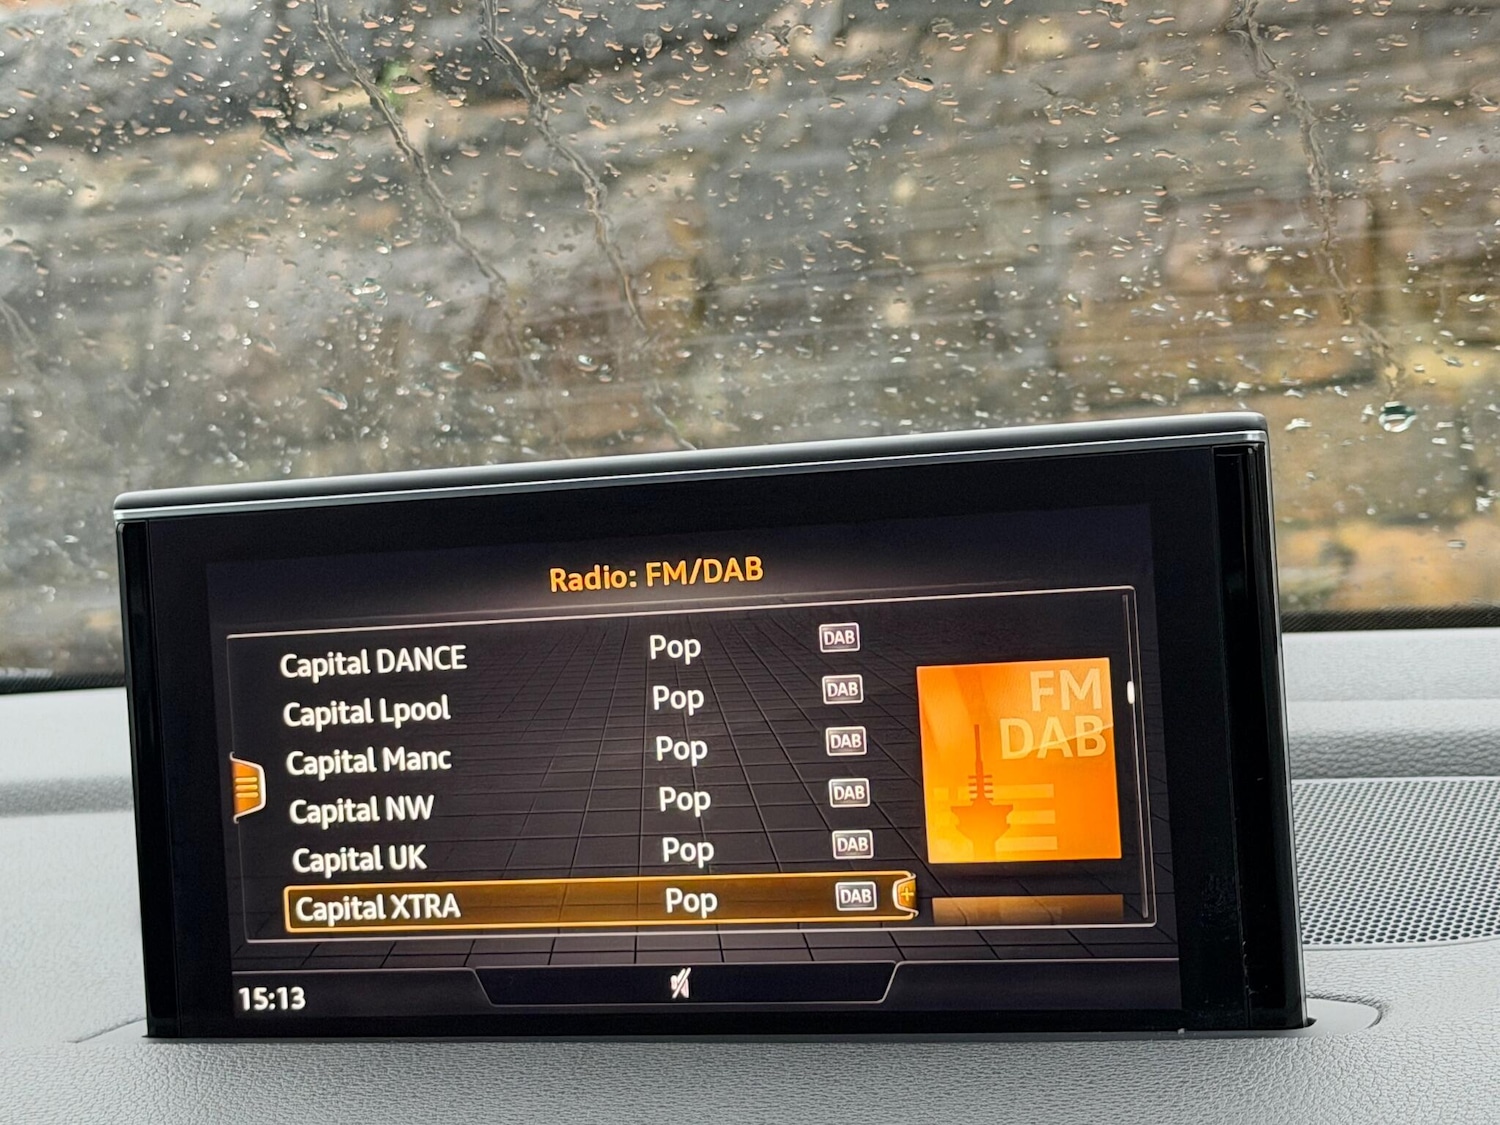 Radio: FM/DAB
Capital DANCE Pop DAB
Capital Lpool Pop DAB
Capital Manc Pop DAB
Capital NW Pop DAB
Capital UK Pop DAB
Capital XTRA Pop DAB
FM
DAB
15:13